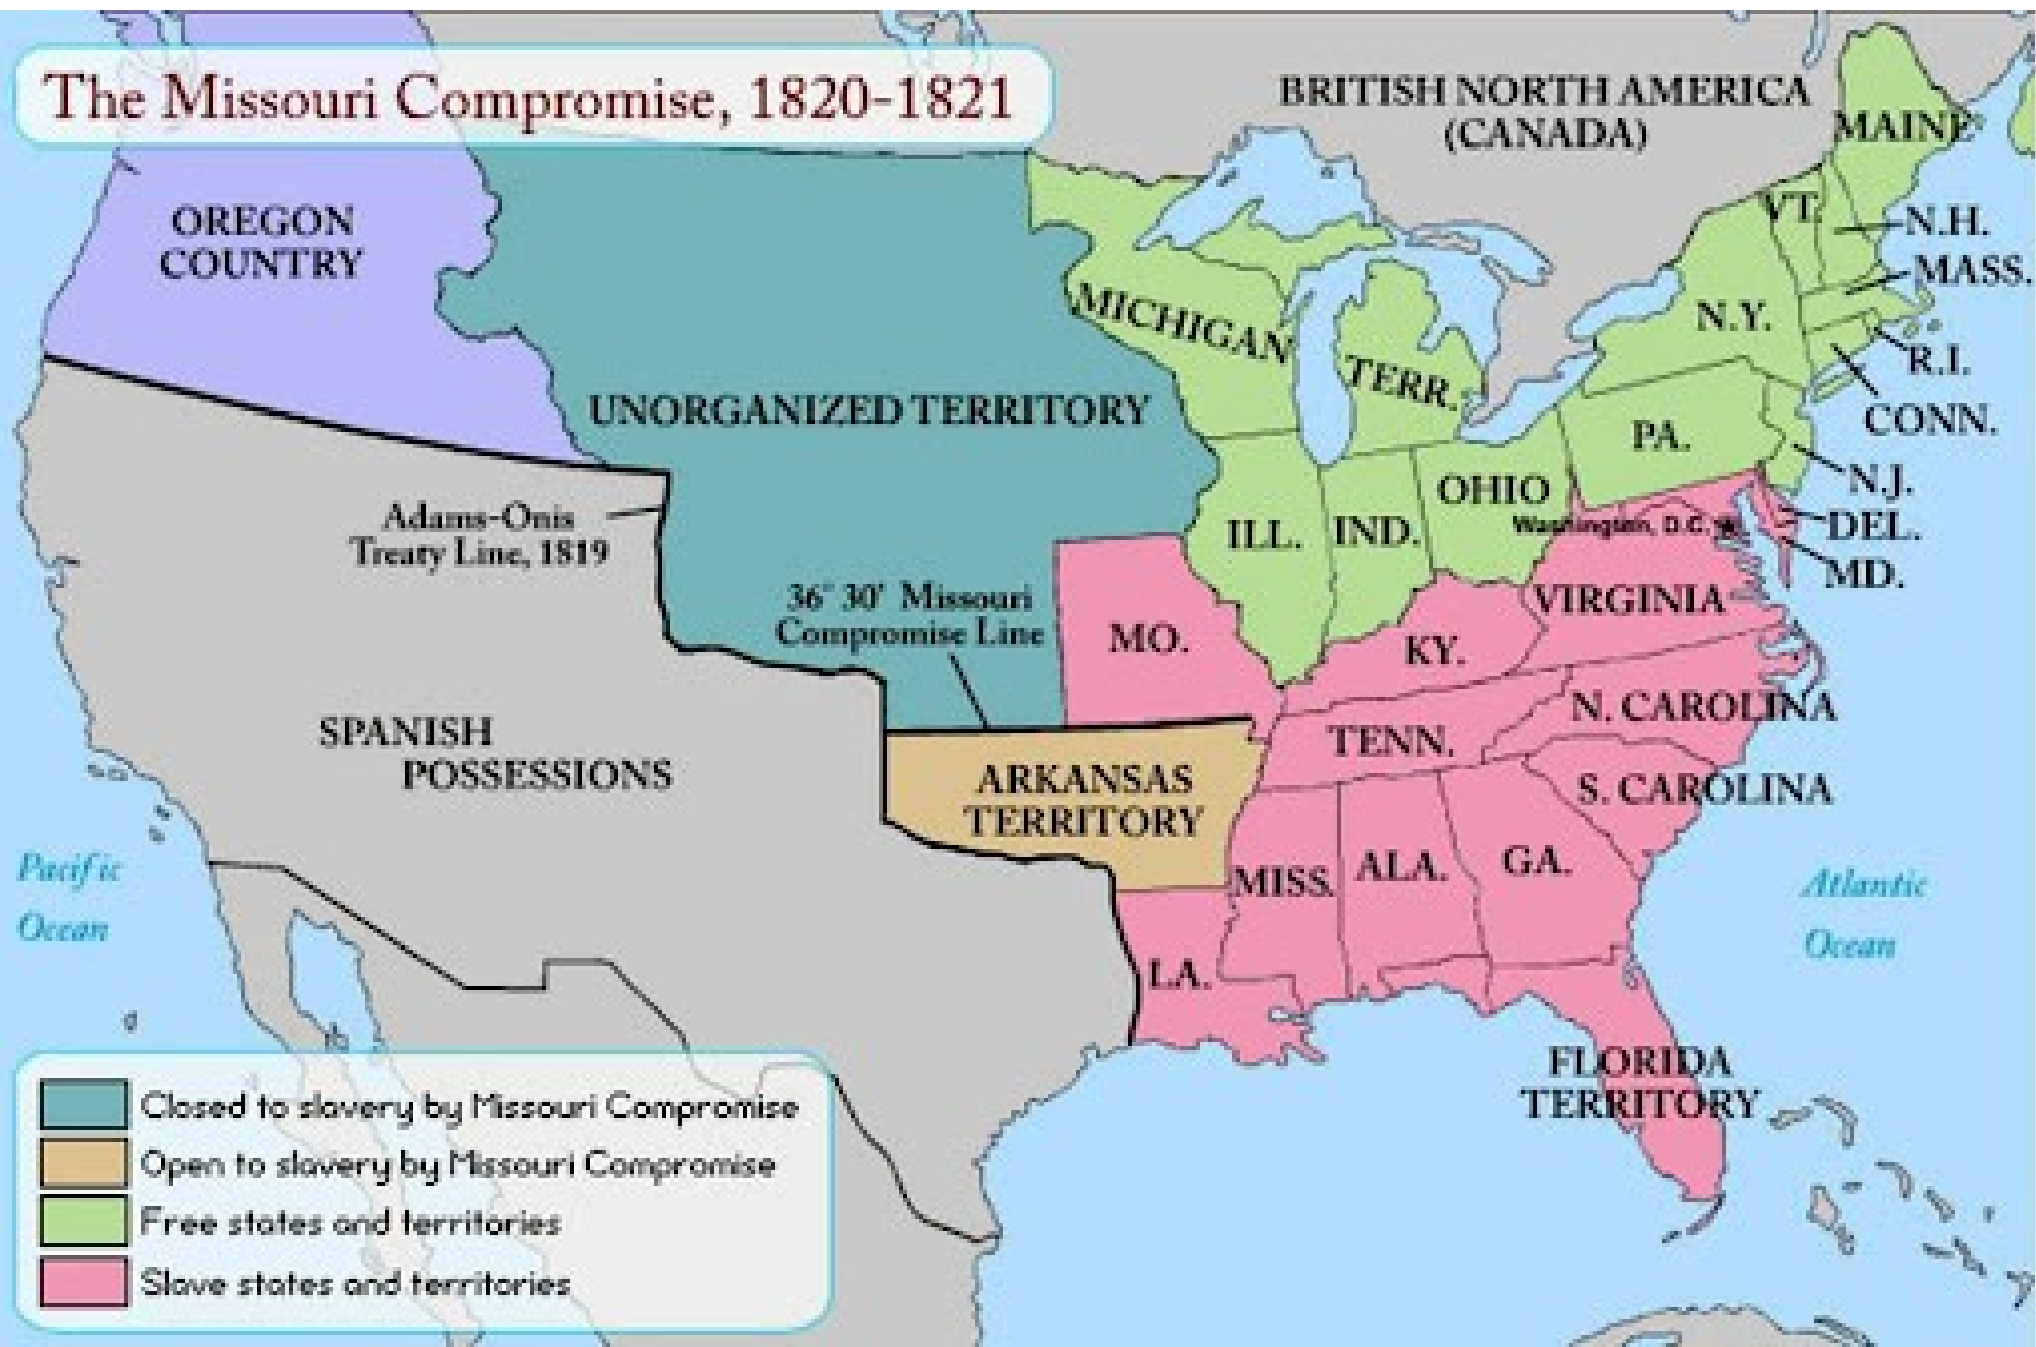 The Missouri Compromise, 1820-1821
BRITISH NORTH AMERICA
(CANADA)
MAINE
OREGON
COUNTRY
VT.
N.H.
MASS.
MICHIGAN
TERR.
N.Y.
R.I.
CONN.
UNORGANIZED TERRITORY
PA.
N.J.
Adams-Onis
Treaty Line, 1819
ILL.
IND.
OHIO
Washington, D.C.
DEL.
MD.
36° 30' Missouri
Compromise Line
MO.
KY.
VIRGINIA
SPANISH
POSSESSIONS
TENN.
N. CAROLINA
ARKANSAS
TERRITORY
S. CAROLINA
Pacific
Ocean
MISS.
ALA.
GA.
Atlantic
Ocean
LA.
FLORIDA
TERRITORY
Closed to slavery by Missouri Compromise
Open to slavery by Missouri Compromise
Free states and territories
Slave states and territories